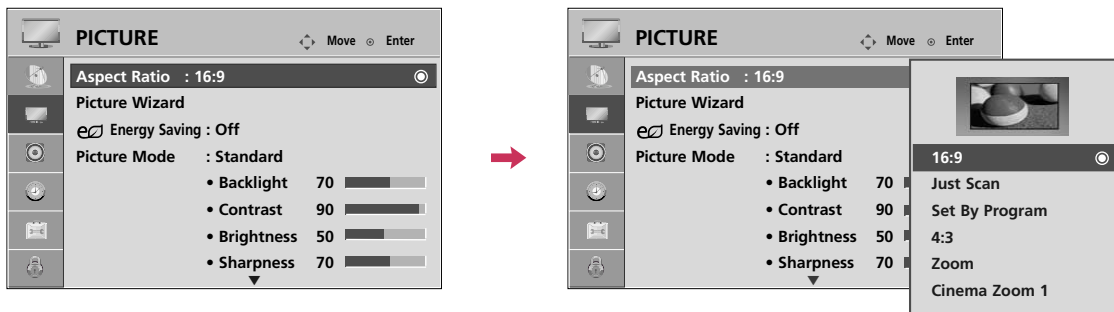 PICTURE Move Enter
Aspect Ratio : 16:9
Picture Wizard
Energy Saving : Off
Picture Mode : Standard
• Backlight 70
• Contrast 90
• Brightness 50
• Sharpness 70
PICTURE Move Enter
Aspect Ratio : 16:9
Picture Wizard
Energy Saving : Off
Picture Mode : Standard
• Backlight 70
• Contrast 90
• Brightness 50
• Sharpness 70
16:9
Just Scan
Set By Program
4:3
Zoom
Cinema Zoom 1